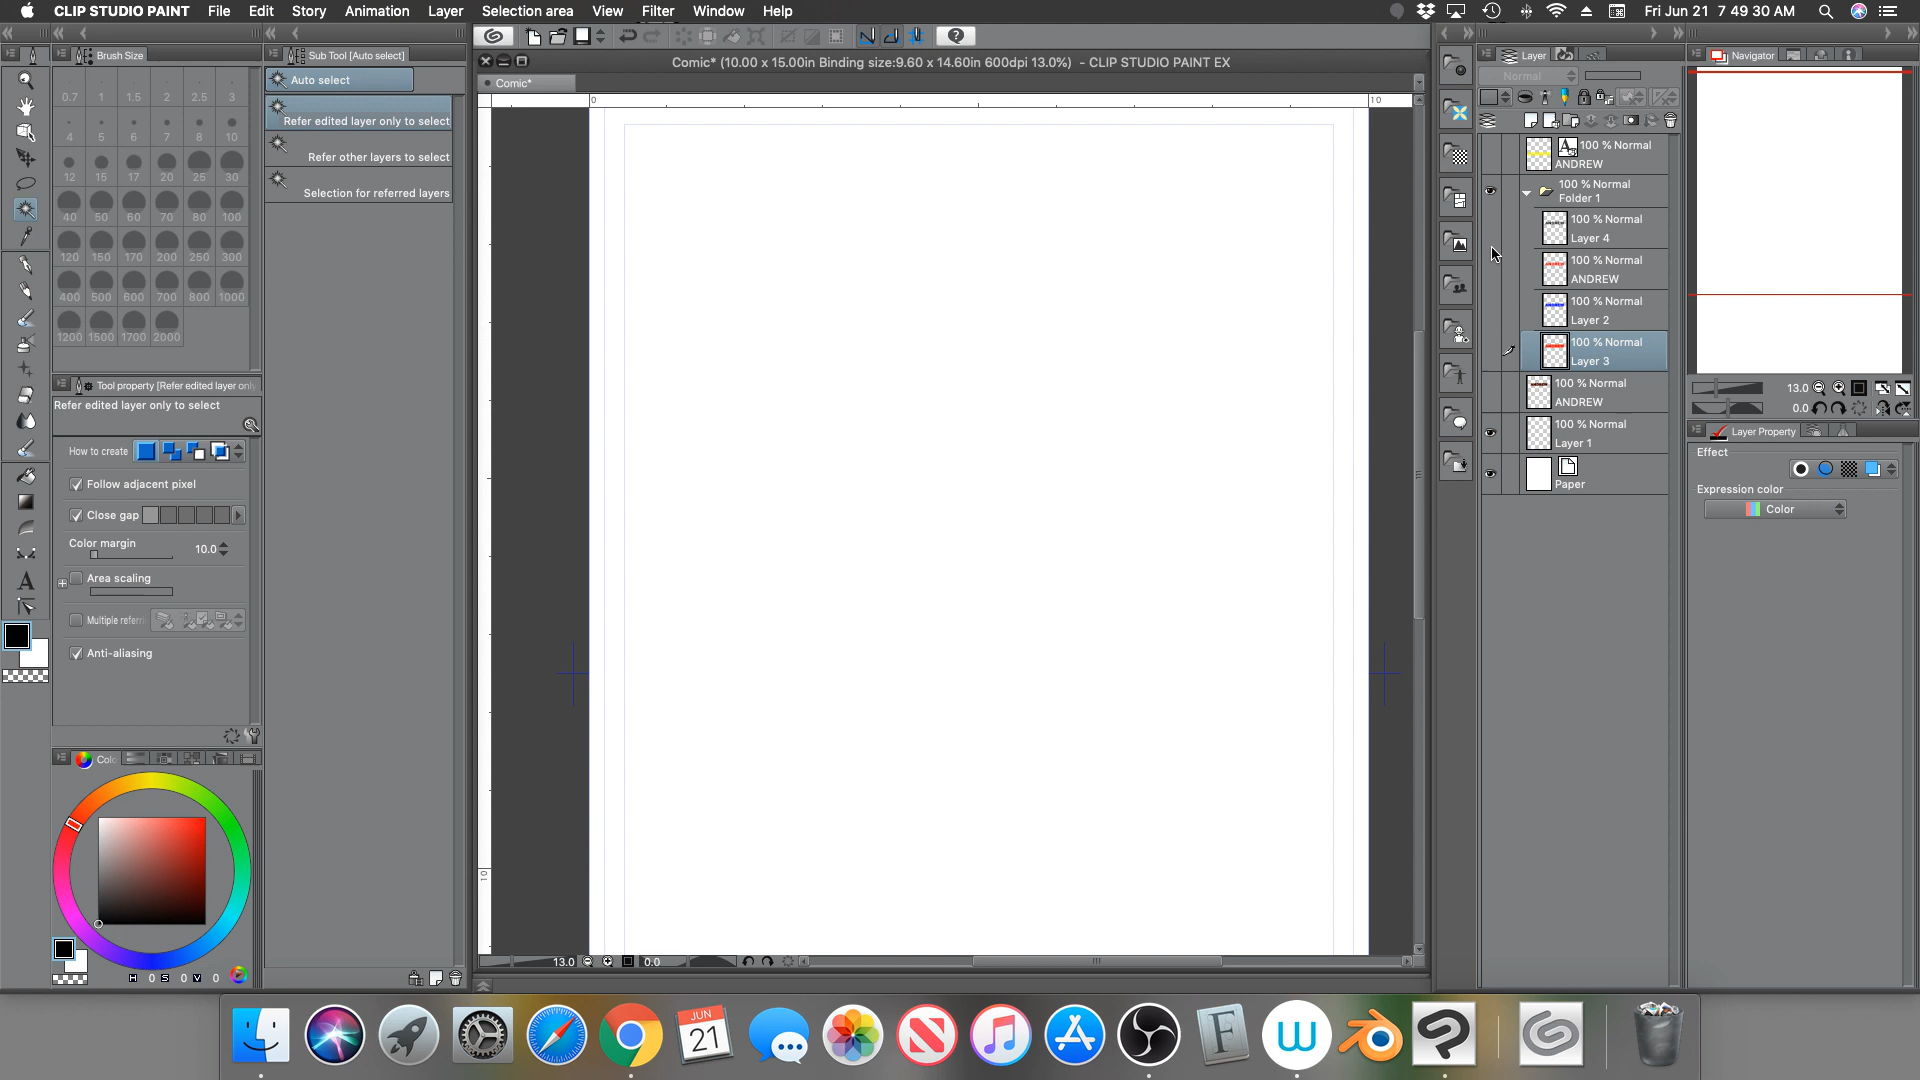 CLIP STUDIO PAINT File Edit Story Animation Layer Selection area View Filter Window Help Fri Jun 21 7 49 30 AM
Brush Size
Sub Tool [Auto select]
Layer
Navigator
Comic* (10.00 x 15.00in Binding size:9.60 x 14.60in 600dpi 13.0%) - CLIP STUDIO PAINT EX
Comic*
Auto select
Refer edited layer only to select
Refer other layers to select
Selection for referred layers
0.7 1 1.5 2 2.5 3
4 5 6 7 8 10
12 15 17 20 25 30
40 50 60 70 80 100
120 150 170 200 250 300
400 500 600 700 800 1000
1200 1500 1700 2000
Tool property [Refer edited layer only
Refer edited layer only to select
How to create
Follow adjacent pixel
Close gap
Color margin 10.0
Area scaling
Multiple referr
Anti-aliasing
Colo
H 0 S 0 V 0
0 10
10
13.0 0.0
Normal
100 % Normal
ANDREW
100 % Normal
Folder 1
100 % Normal
Layer 4
100 % Normal
ANDREW
100 % Normal
Layer 2
100 % Normal
Layer 3
100 % Normal
ANDREW
100 % Normal
Layer 1
Paper
13.0
0.0
Layer Property
Effect
Expression color
Color
JUN
21